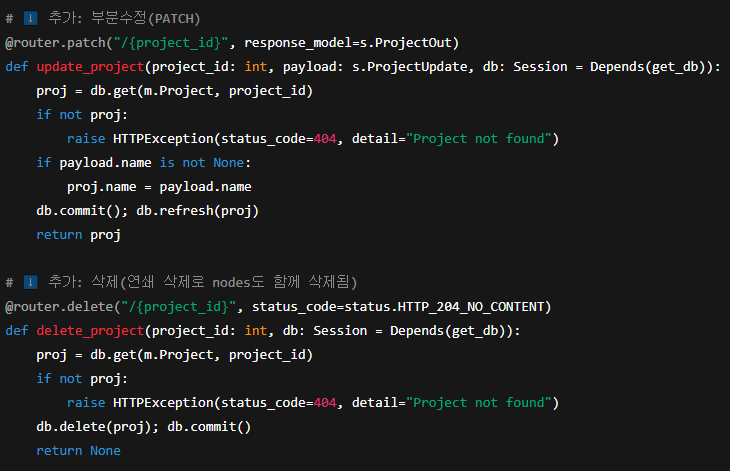 # ⬇️ 추가: 부분수정(PATCH)
@router.patch("/{project_id}", response_model=s.ProjectOut)
def update_project(project_id: int, payload: s.ProjectUpdate, db: Session = Depends(get_db)):
    proj = db.get(m.Project, project_id)
    if not proj:
        raise HTTPException(status_code=404, detail="Project not found")
    if payload.name is not None:
        proj.name = payload.name
    db.commit(); db.refresh(proj)
    return proj

# ⬇️ 추가: 삭제(연쇄 삭제로 nodes도 함께 삭제됨)
@router.delete("/{project_id}", status_code=status.HTTP_204_NO_CONTENT)
def delete_project(project_id: int, db: Session = Depends(get_db)):
    proj = db.get(m.Project, project_id)
    if not proj:
        raise HTTPException(status_code=404, detail="Project not found")
    db.delete(proj); db.commit()
    return None